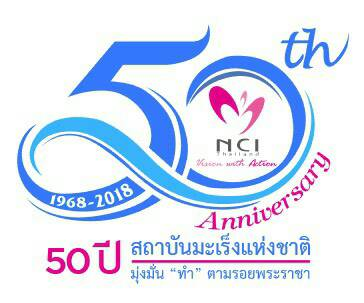 50th
NCI
Thailand
Vision with Action
1968-2018
Anniversary
50 ปี
สถาบันมะเร็งแห่งชาติ
มุ่งมั่น “ทำ” ตามรอยพระราชา